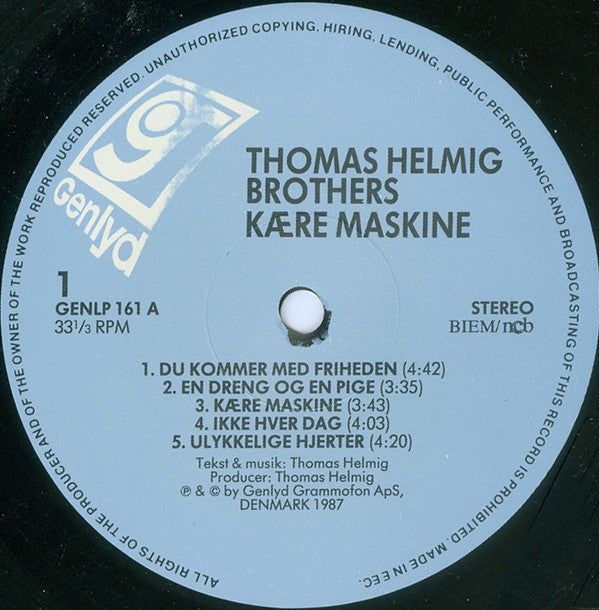 ALL RIGHTS OF THE PRODUCER AND OF THE OWNER OF THE WORK REPRODUCED RESERVED. UNAUTHORIZED COPYING, HIRING, LENDING, PUBLIC PERFORMANCE AND BROADCASTING OF THIS RECORD IS PROHIBITED. MADE IN EEC.
g
Genlyd
THOMAS HELMIG
BROTHERS
KÆRE MASKINE
1
GENLP 161 A
33 1/3 RPM
STEREO
BIEM/ncb
1. DU KOMMER MED FRIHEDEN (4:42)
2. EN DRENG OG EN PIGE (3:35)
3. KÆRE MASKINE (3:43)
4. IKKE HVER DAG (4:03)
5. ULYKKELIGE HJERTER (4:20)
Tekst & musik: Thomas Helmig
Producer: Thomas Helmig
℗ & © by Genlyd Grammofon ApS,
DENMARK 1987